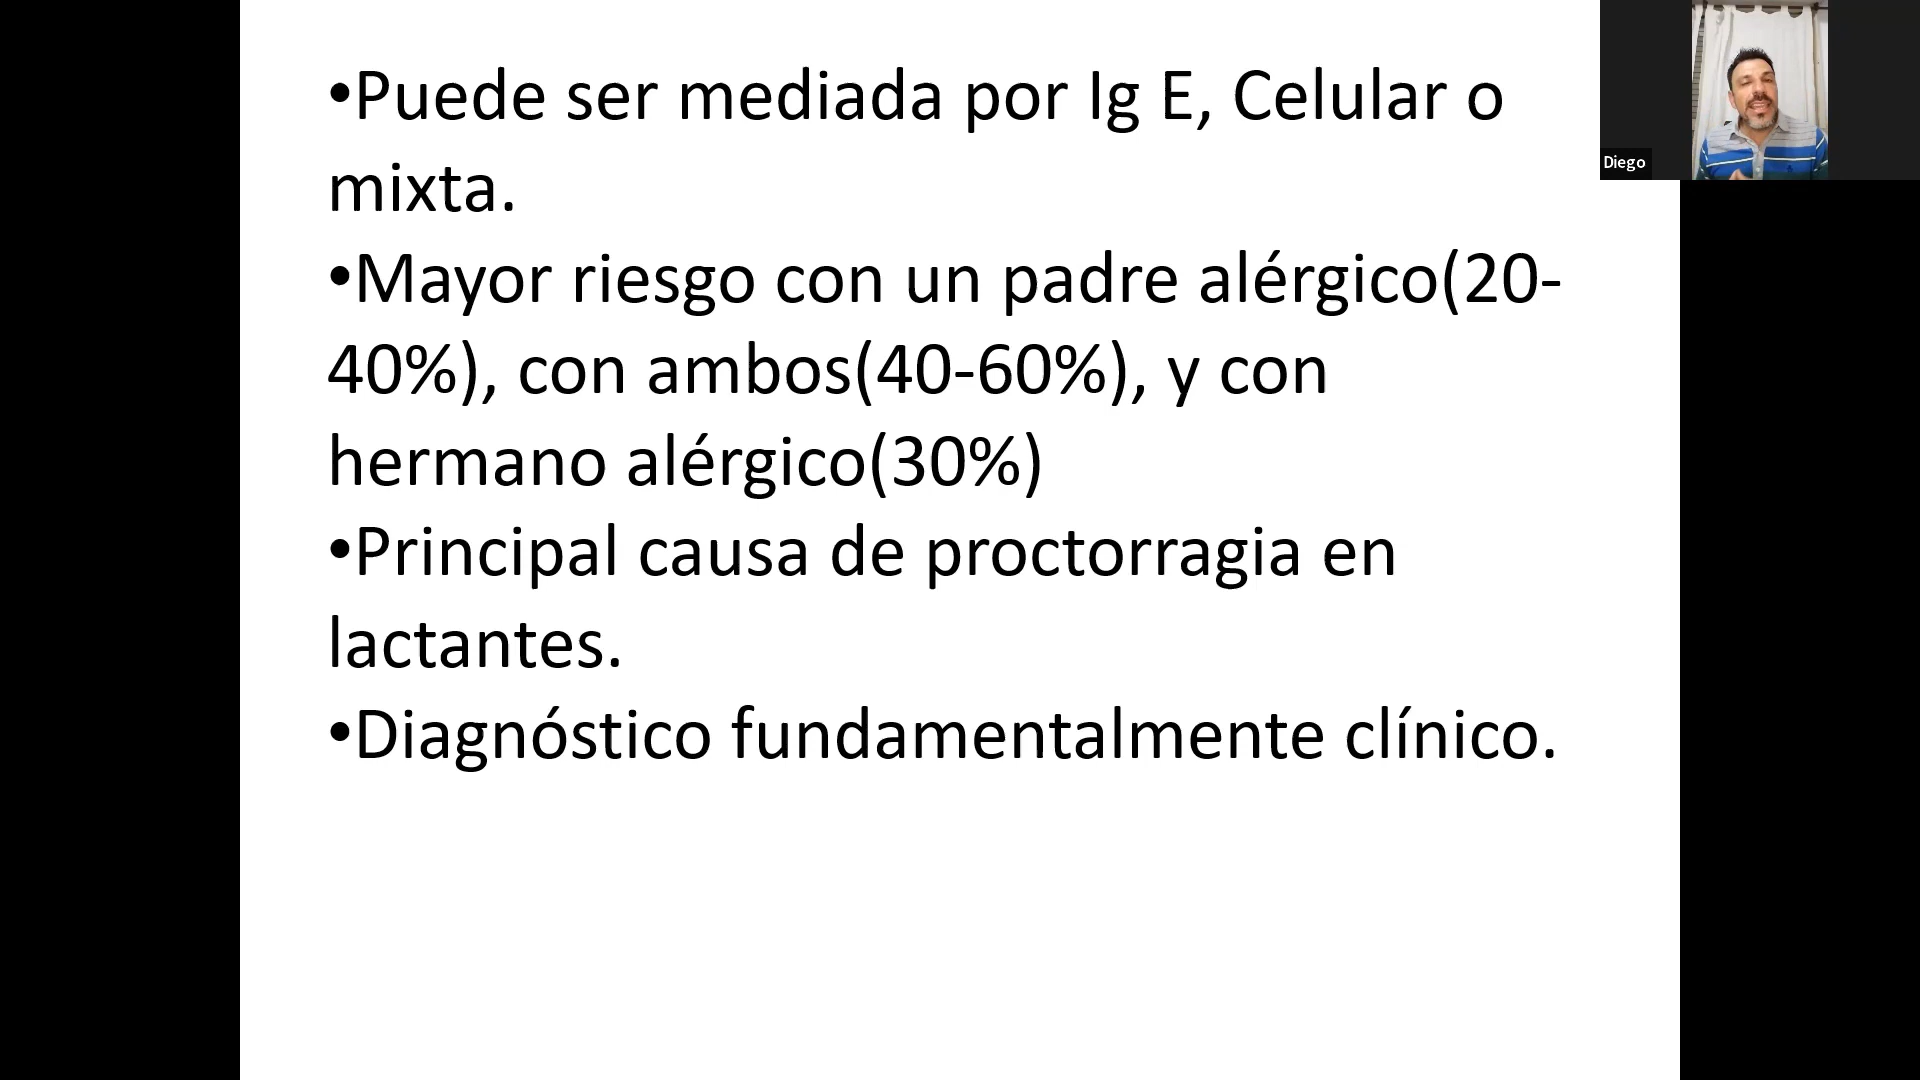 •Puede ser mediada por Ig E, Celular o
mixta.
•Mayor riesgo con un padre alérgico(20-
40%), con ambos(40-60%), y con
hermano alérgico(30%)
•Principal causa de proctorragia en
lactantes.
•Diagnóstico fundamentalmente clínico.
Diego